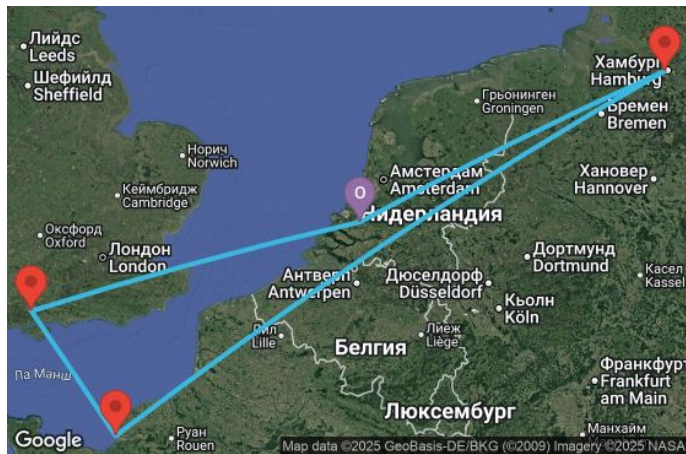 Лийдс
Leeds
Шефийлд
Sheffield
Хамбург
Hamburg
Грьонинген
Groningen
Бремен
Bremen
Норич
Norwich
Амстердам
Amsterdam
Хановер
Hannover
Кеймбридж
Cambridge
O
Нидерландия
Оксфорд
Oxford
Лондон
London
Дортмунд
Dortmund
Антверп
Antwerpen
Дюселдорф
Düsseldorf
Касел
Kassel
Кьолн
Köln
Лил
Lille
Лиеж
Liège
Белгия
Ла Манш
Франкфурт
Frankfurt
am Main
Люксембург
Руан
Rouen
Манхайм
Google
Map data ©2025 GeoBasis-DE/BKG (©2009) Imagery ©2025 NASA